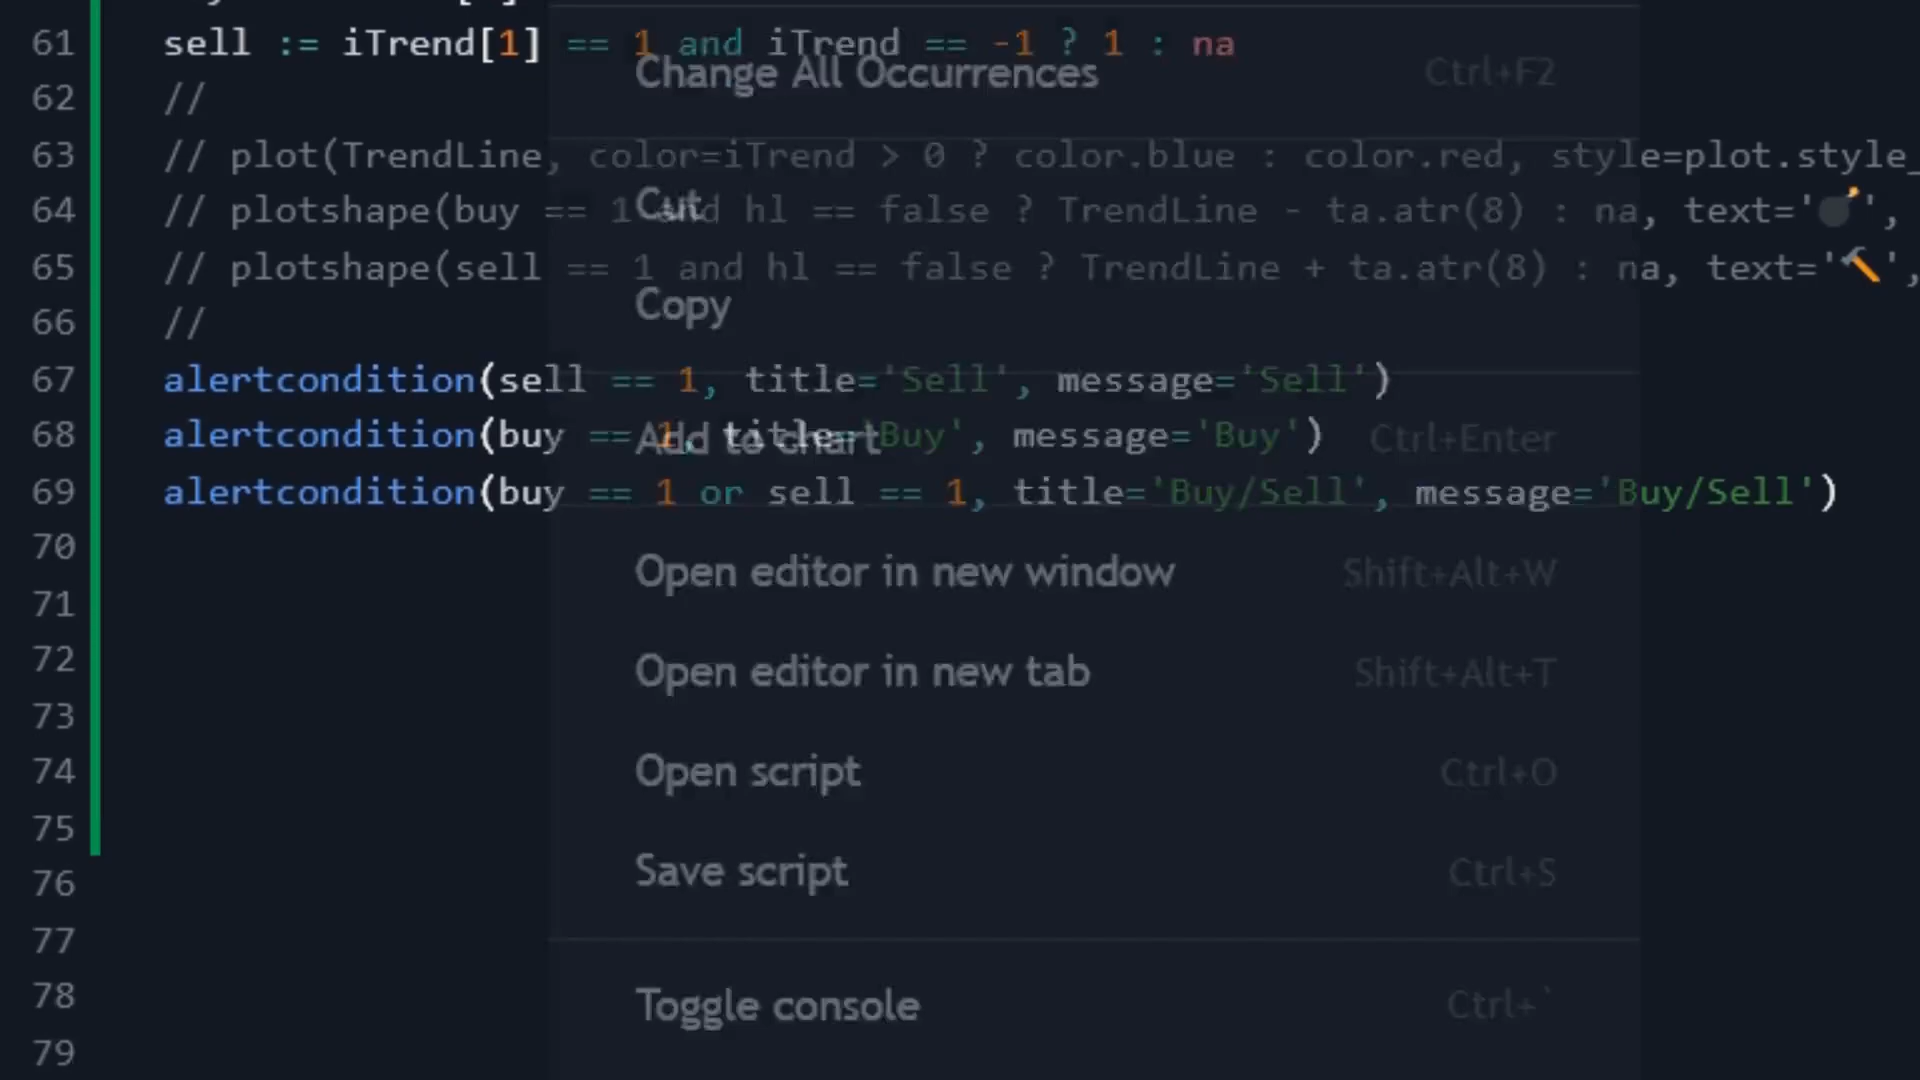 61 sell := iTrend[1] == 1 and iTrend == -1 ? 1 : na
Change All Occurrences Ctrl+F2
62 //
63 // plot(TrendLine, color=iTrend > 0 ? color.blue : color.red, style=plot.style_
Cut
64 // plotshape(buy == 1 and hl == false ? TrendLine - ta.atr(8) : na, text='💣',
65 // plotshape(sell == 1 and hl == false ? TrendLine + ta.atr(8) : na, text='🔨',
Copy
66 //
67 alertcondition(sell == 1, title='Sell', message='Sell')
68 alertcondition(buy == 1, title='Buy', message='Buy')
Add to chart Ctrl+Enter
69 alertcondition(buy == 1 or sell == 1, title='Buy/Sell', message='Buy/Sell')
70
Open editor in new window Shift+Alt+W
71
72
Open editor in new tab Shift+Alt+T
73
74
Open script Ctrl+O
75
76
Save script Ctrl+S
77
78
Toggle console Ctrl+`
79